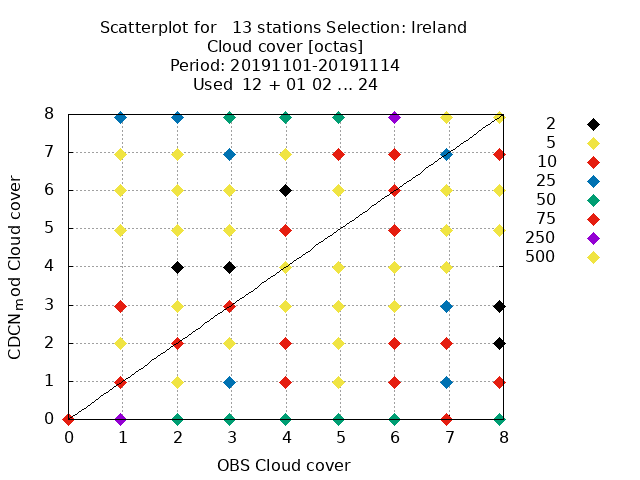 Scatterplot for   13 stations Selection: Ireland
Cloud cover [octas]
Period: 20191101-20191114
Used  12 + 01 02 ... 24
CDCN_mod Cloud cover
8
7
6
5
4
3
2
1
0
0 1 2 3 4 5 6 7 8
OBS Cloud cover
2
5
10
25
50
75
250
500